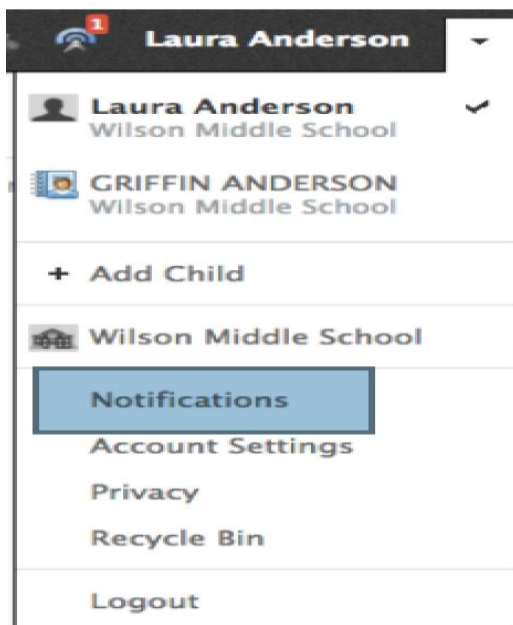 1
Laura Anderson
Laura Anderson
Wilson Middle School
GRIFFIN ANDERSON
Wilson Middle School
+ Add Child
Wilson Middle School
Notifications
Account Settings
Privacy
Recycle Bin
Logout